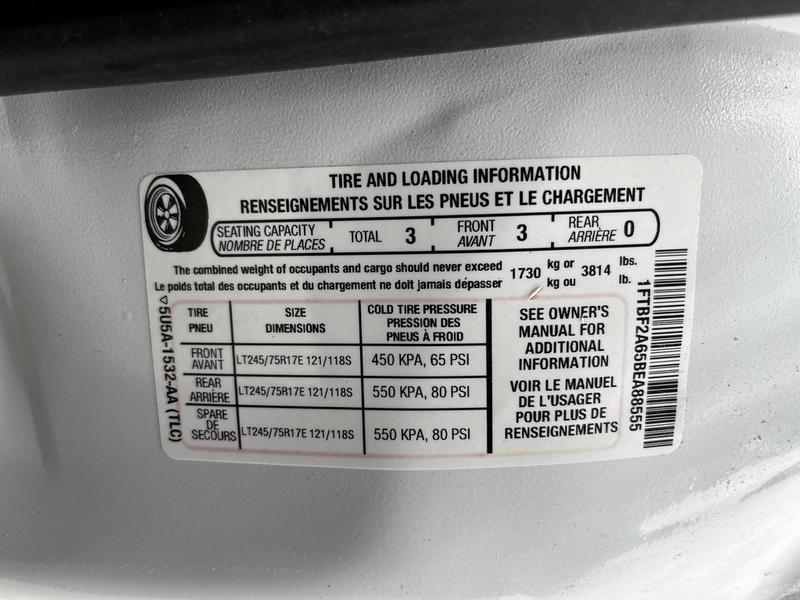 TIRE AND LOADING INFORMATION
RENSEIGNEMENTS SUR LES PNEUS ET LE CHARGEMENT
SEATING CAPACITY
NOMBRE DE PLACES
TOTAL 3
FRONT
AVANT
3
REAR
ARRIÈRE
0
The combined weight of occupants and cargo should never exceed
Le poids total des occupants et du chargement ne doit jamais dépasser
1730
kg or
kg ou
3814
lbs.
lb.
TIRE
PNEU
SIZE
DIMENSIONS
COLD TIRE PRESSURE
PRESSION DES
PNEUS À FROID
FRONT
AVANT
LT245/75R17E 121/118S
450 KPA, 65 PSI
REAR
ARRIÈRE
LT245/75R17E 121/118S
550 KPA, 80 PSI
SPARE
DE
SECOURS
LT245/75R17E 121/118S
550 KPA, 80 PSI
SEE OWNER'S
MANUAL FOR
ADDITIONAL
INFORMATION
VOIR LE MANUEL
DE L'USAGER
POUR PLUS DE
RENSEIGNEMENTS
5U5A-1532-AA (TLC)
1FTBF2A65BEA88555